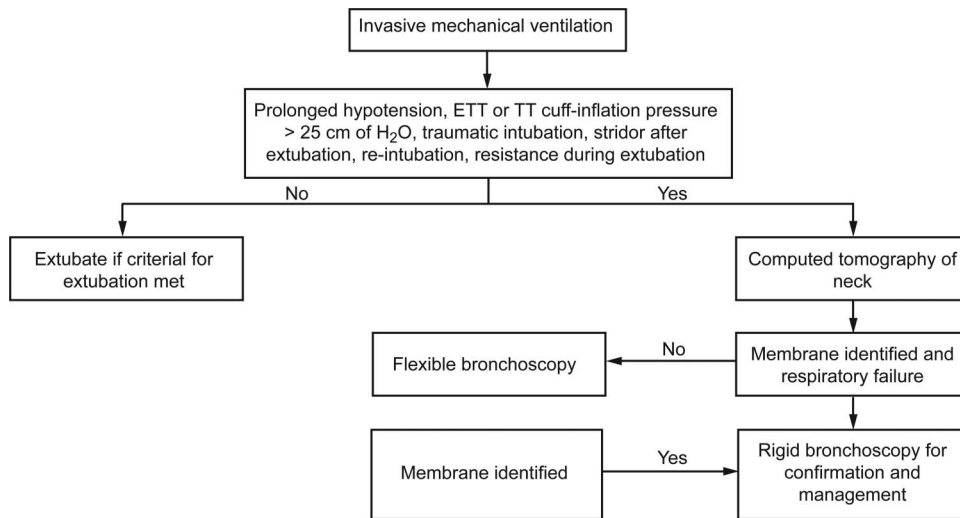 Invasive mechanical ventilation
Prolonged hypotension, ETT or TT cuff-inflation pressure
> 25 cm of H₂O, traumatic intubation, stridor after
extubation, re-intubation, resistance during extubation
No
Yes
Extubate if criterial for
extubation met
Computed tomography of
neck
Flexible bronchoscopy
No
Membrane identified and
respiratory failure
Membrane identified
Yes
Rigid bronchoscopy for
confirmation and
management